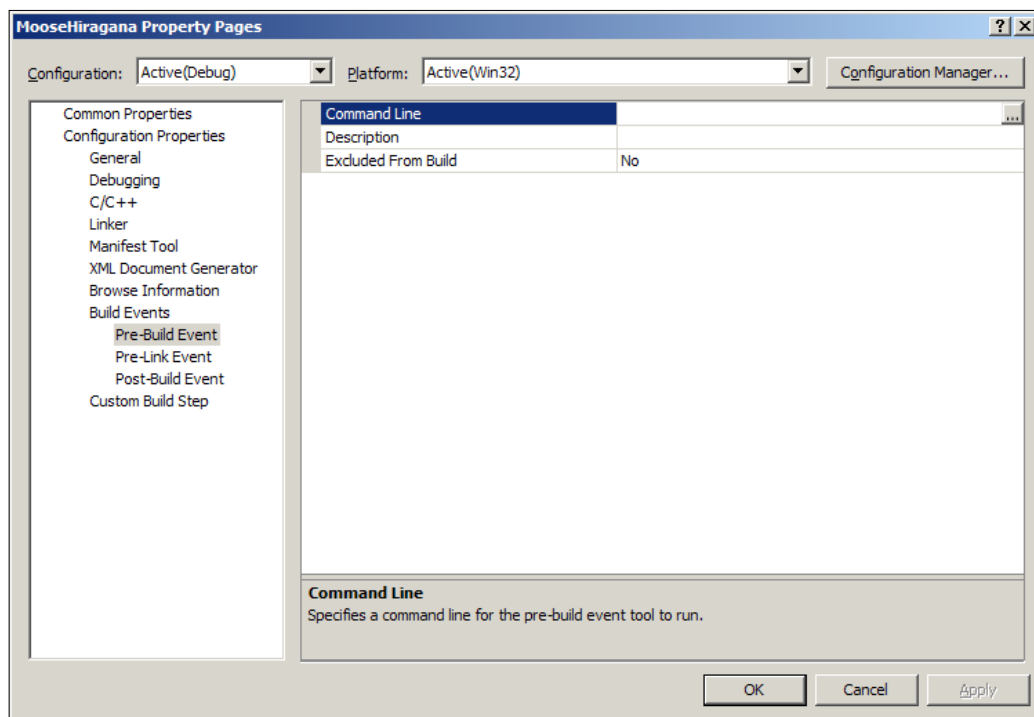 MooseHiragana Property Pages
Configuration: Active(Debug) Platform: Active(Win32) Configuration Manager...
Common Properties
Configuration Properties
General
Debugging
C/C++
Linker
Manifest Tool
XML Document Generator
Browse Information
Build Events
Pre-Build Event
Pre-Link Event
Post-Build Event
Custom Build Step
Command Line ...
Description
Excluded From Build No
Command Line
Specifies a command line for the pre-build event tool to run.
OK Cancel Apply